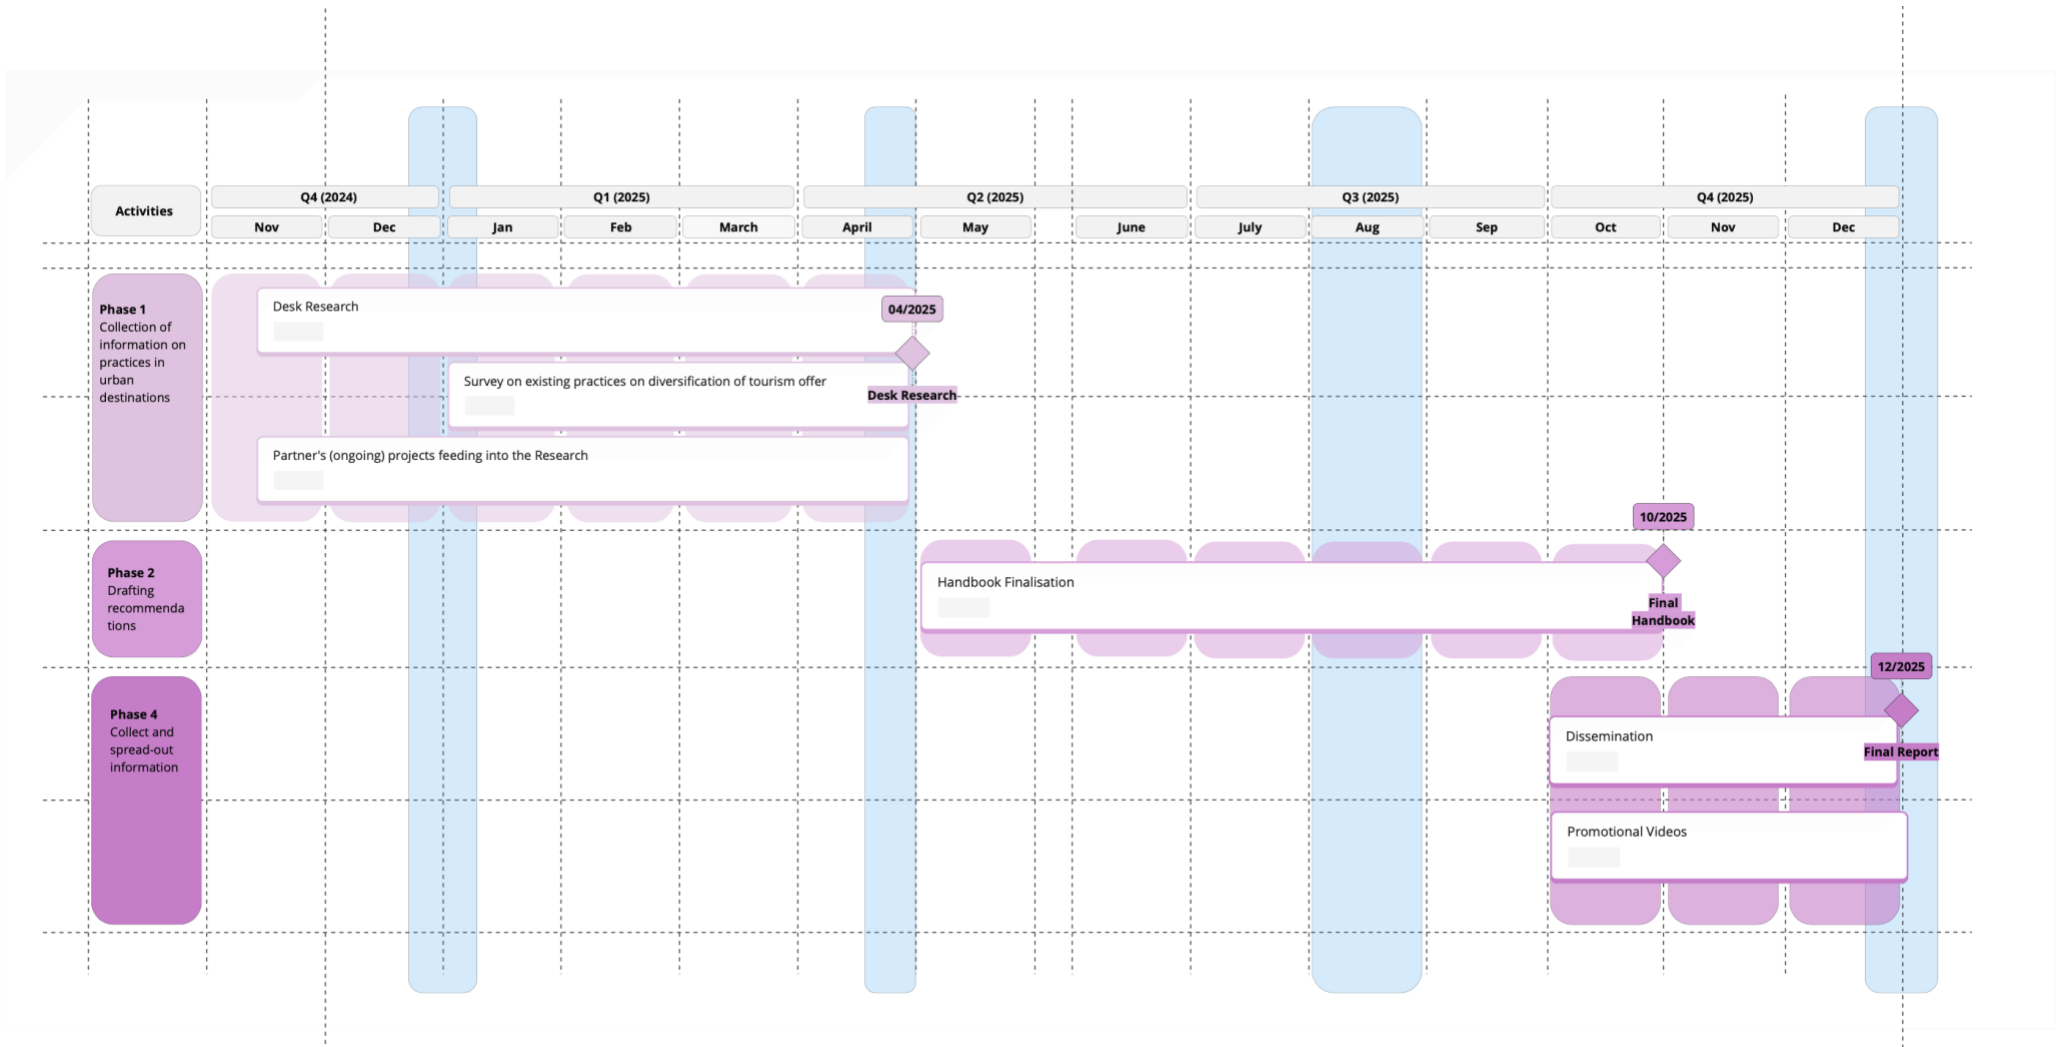 Activities
Q4 (2024)
Q1 (2025)
Q2 (2025)
Q3 (2025)
Q4 (2025)
Nov
Dec
Jan
Feb
March
April
May
June
July
Aug
Sep
Oct
Nov
Dec
Phase 1
Collection of
information on
practices in
urban
destinations
Desk Research
04/2025
Survey on existing practices on diversification of tourism offer
Desk Research
Partner's (ongoing) projects feeding into the Research
Phase 2
Drafting
recommenda
tions
Handbook Finalisation
10/2025
Final
Handbook
Phase 4
Collect and
spread-out
information
12/2025
Dissemination
Final Report
Promotional Videos